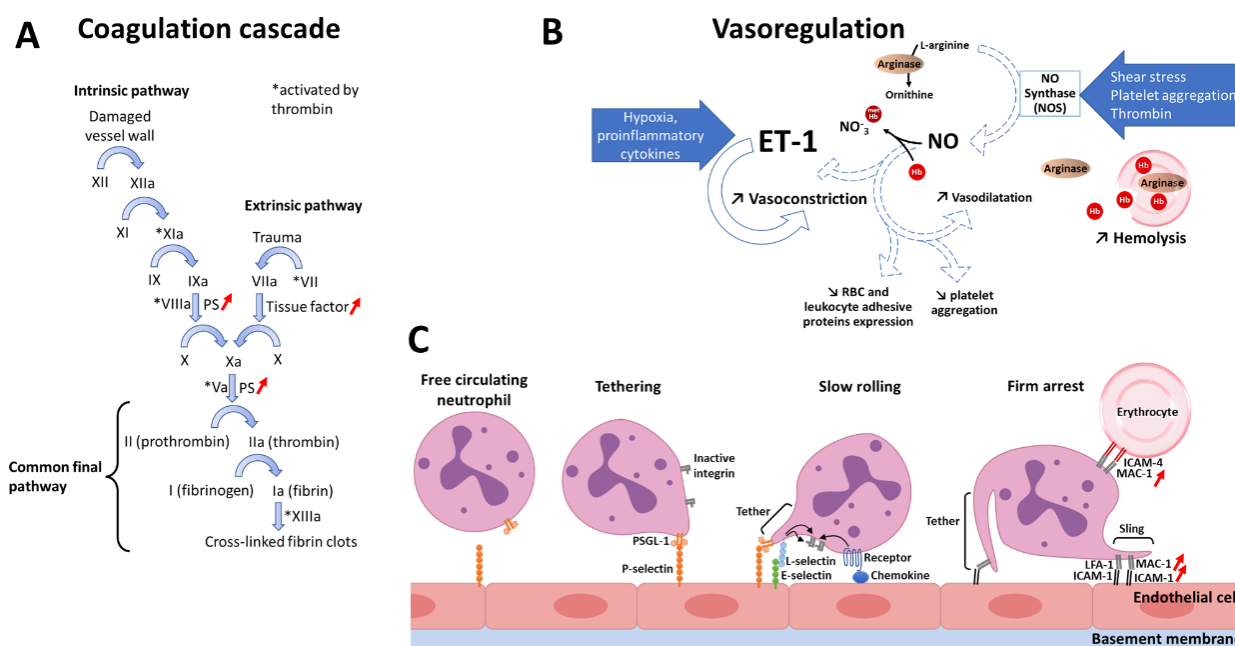 A
Coagulation cascade
Intrinsic pathway
*activated by
thrombin
Damaged
vessel wall
XII
XIIa
XI
*XIa
Extrinsic pathway
Trauma
IX
IXa
VIIa
*VII
*VIIIa
PS
Tissue factor
X
Xa
X
*Va
PS
Common final
pathway
II (prothrombin)
IIa (thrombin)
I (fibrinogen)
Ia (fibrin)
*XIIIa
Cross-linked fibrin clots
B
Vasoregulation
L-arginine
Arginase
Ornithine
NO
Synthase
(NOS)
Shear stress
Platelet aggregation
Thrombin
Hypoxia,
proinflammatory
cytokines
ET-1
met
Hb
NO-3
NO
Hb
↗ Vasoconstriction
↗ Vasodilatation
Arginase
Hb
Arginase
Hb
Hb
Hb
↗ Hemolysis
↘ RBC and
leukocyte adhesive
proteins expression
↘ platelet
aggregation
C
Free circulating
neutrophil
Tethering
Slow rolling
Firm arrest
Erythrocyte
Inactive
integrin
ICAM-4
MAC-1
Tether
Tether
Sling
PSGL-1
P-selectin
L-selectin
E-selectin
Receptor
Chemokine
LFA-1
MAC-1
ICAM-1
ICAM-1
Endothelial cel
Basement membrane